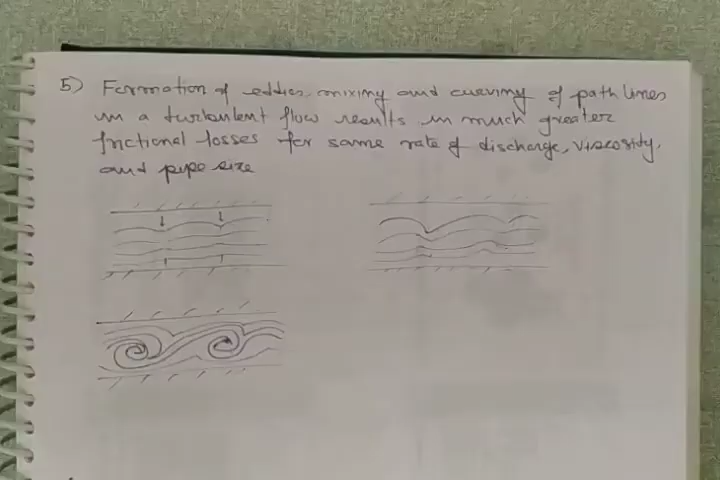 5) Formation of eddies, mixing and curving of path lines
in a turbulent flow results in much greater
frictional losses for same rate of discharge, viscosity,
and pipe size